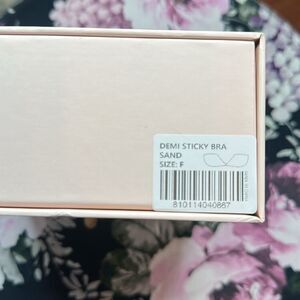 DEMI STICKY BRA
SAND
SIZE: F
810114040887